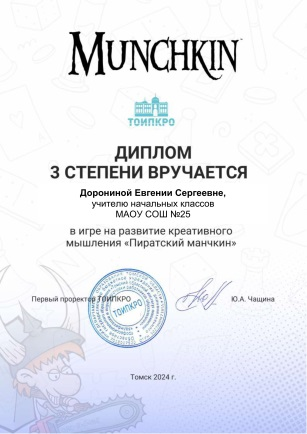 MUNCHKIN
ТОИПКРО
ДИПЛОМ
3 СТЕПЕНИ ВРУЧАЕТСЯ
Дорониной Евгении Сергеевне,
учителю начальных классов
МАОУ СОШ №25
в игре на развитие креативного
мышления «Пиратский манчкин»
Первый проректор ТОИПКРО
Ю.А. Чащина
ТОИПКРО
Томск 2024 г.